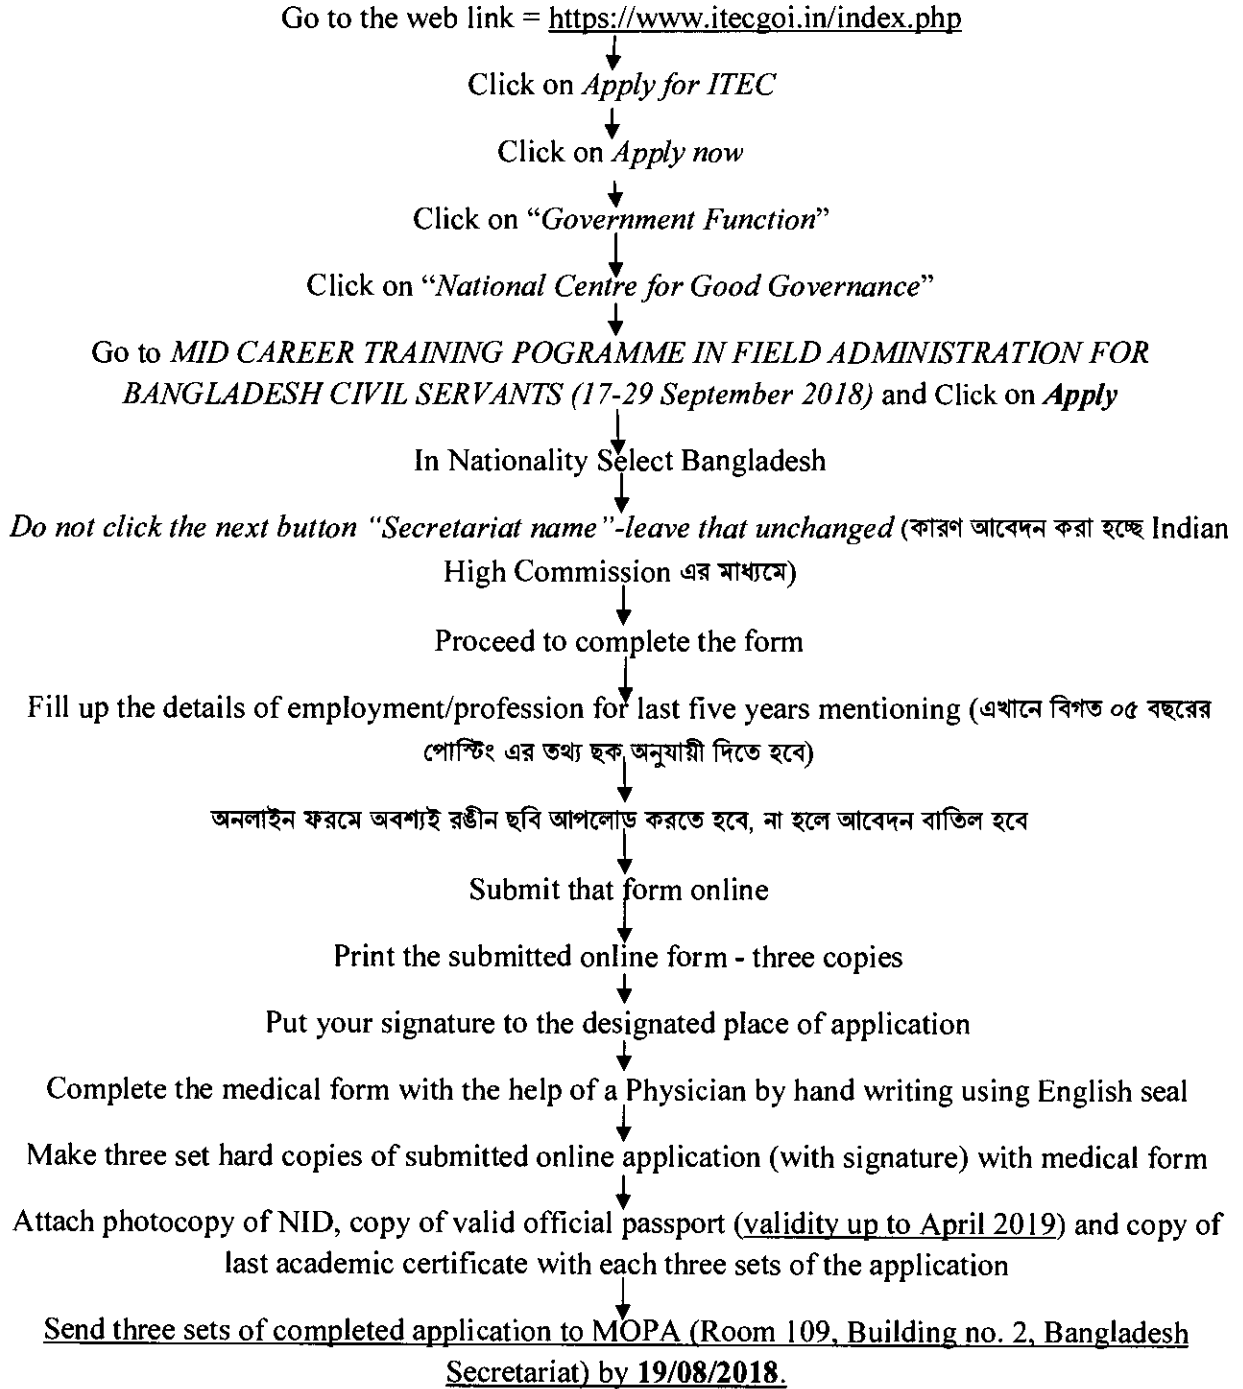 Go to the web link = https://www.itecgoi.in/index.php
Click on Apply for ITEC
Click on Apply now
Click on “Government Function”
Click on “National Centre for Good Governance”
Go to MID CAREER TRAINING POGRAMME IN FIELD ADMINISTRATION FOR
BANGLADESH CIVIL SERVANTS (17-29 September 2018) and Click on Apply
In Nationality Select Bangladesh
Do not click the next button “Secretariat name”-leave that unchanged (কারণ আবেদন করা হচ্ছে Indian
High Commission এর মাধ্যমে)
Proceed to complete the form
Fill up the details of employment/profession for last five years mentioning (এখানে বিগত ০৫ বছরের
পোস্টিং এর তথ্য ছক অনুযায়ী দিতে হবে)
অনলাইন ফরমে অবশ্যই রঙীন ছবি আপলোড করতে হবে, না হলে আবেদন বাতিল হবে
Submit that form online
Print the submitted online form - three copies
Put your signature to the designated place of application
Complete the medical form with the help of a Physician by hand writing using English seal
Make three set hard copies of submitted online application (with signature) with medical form
Attach photocopy of NID, copy of valid official passport (validity up to April 2019) and copy of
last academic certificate with each three sets of the application
Send three sets of completed application to MOPA (Room 109, Building no. 2, Bangladesh
Secretariat) by 19/08/2018.